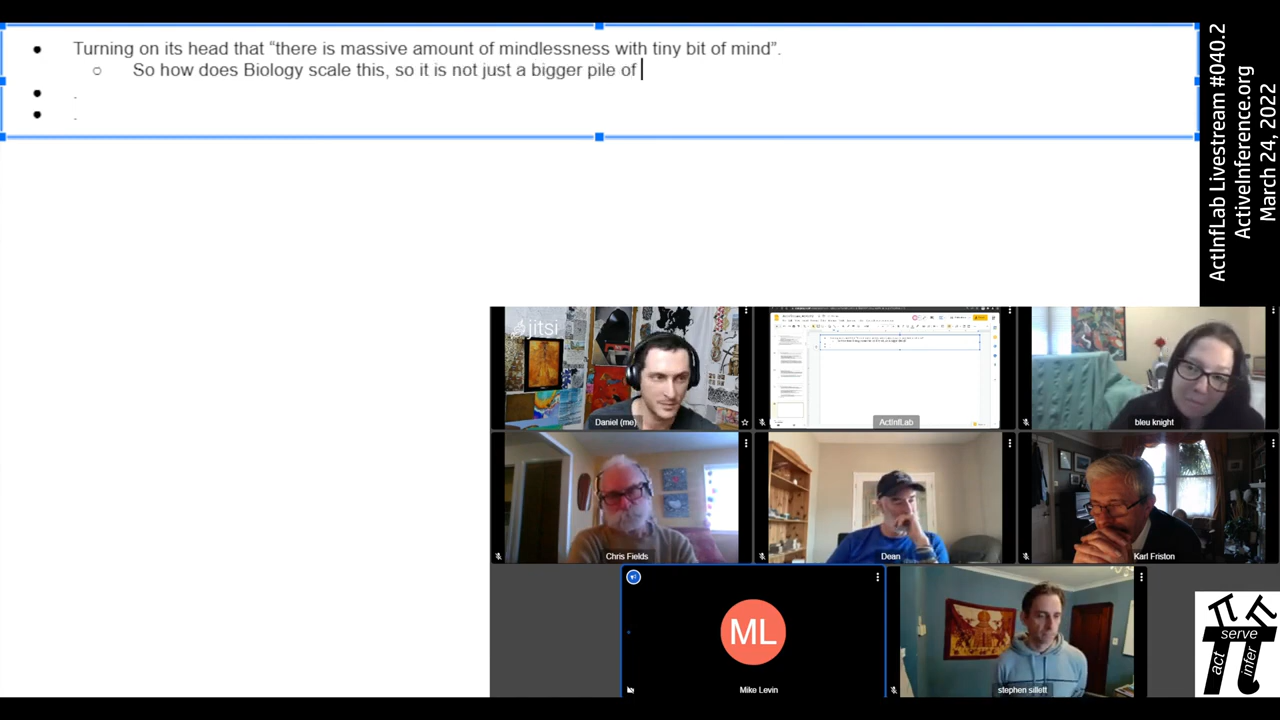 Turning on its head that “there is massive amount of mindlessness with tiny bit of mind”.
So how does Biology scale this, so it is not just a bigger pile of
.
.
ActInfLab Livestream #040.2
ActiveInference.org
March 24, 2022
jitsi
Daniel (me)
ActInfLab
bleu knight
Chris Fields
Dean
Karl Friston
ML
Mike Levin
stephen sillett
act
serve
infer